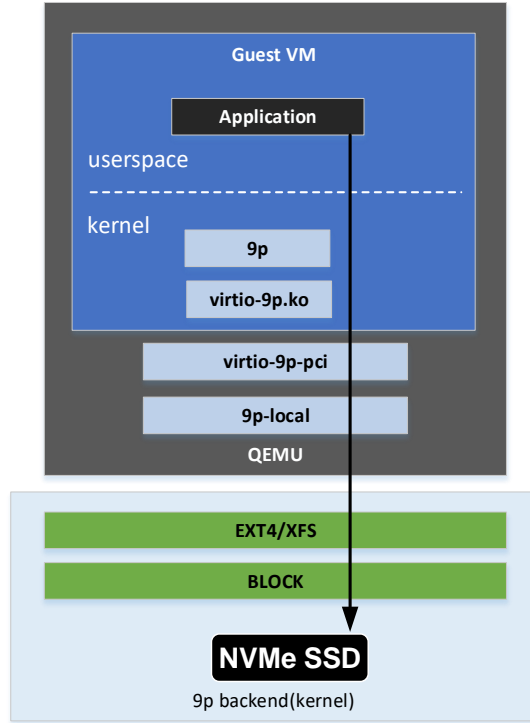 Guest VM
Application
userspace
kernel
9p
virtio-9p.ko
virtio-9p-pci
9p-local
QEMU
EXT4/XFS
BLOCK
NVMe SSD
9p backend(kernel)